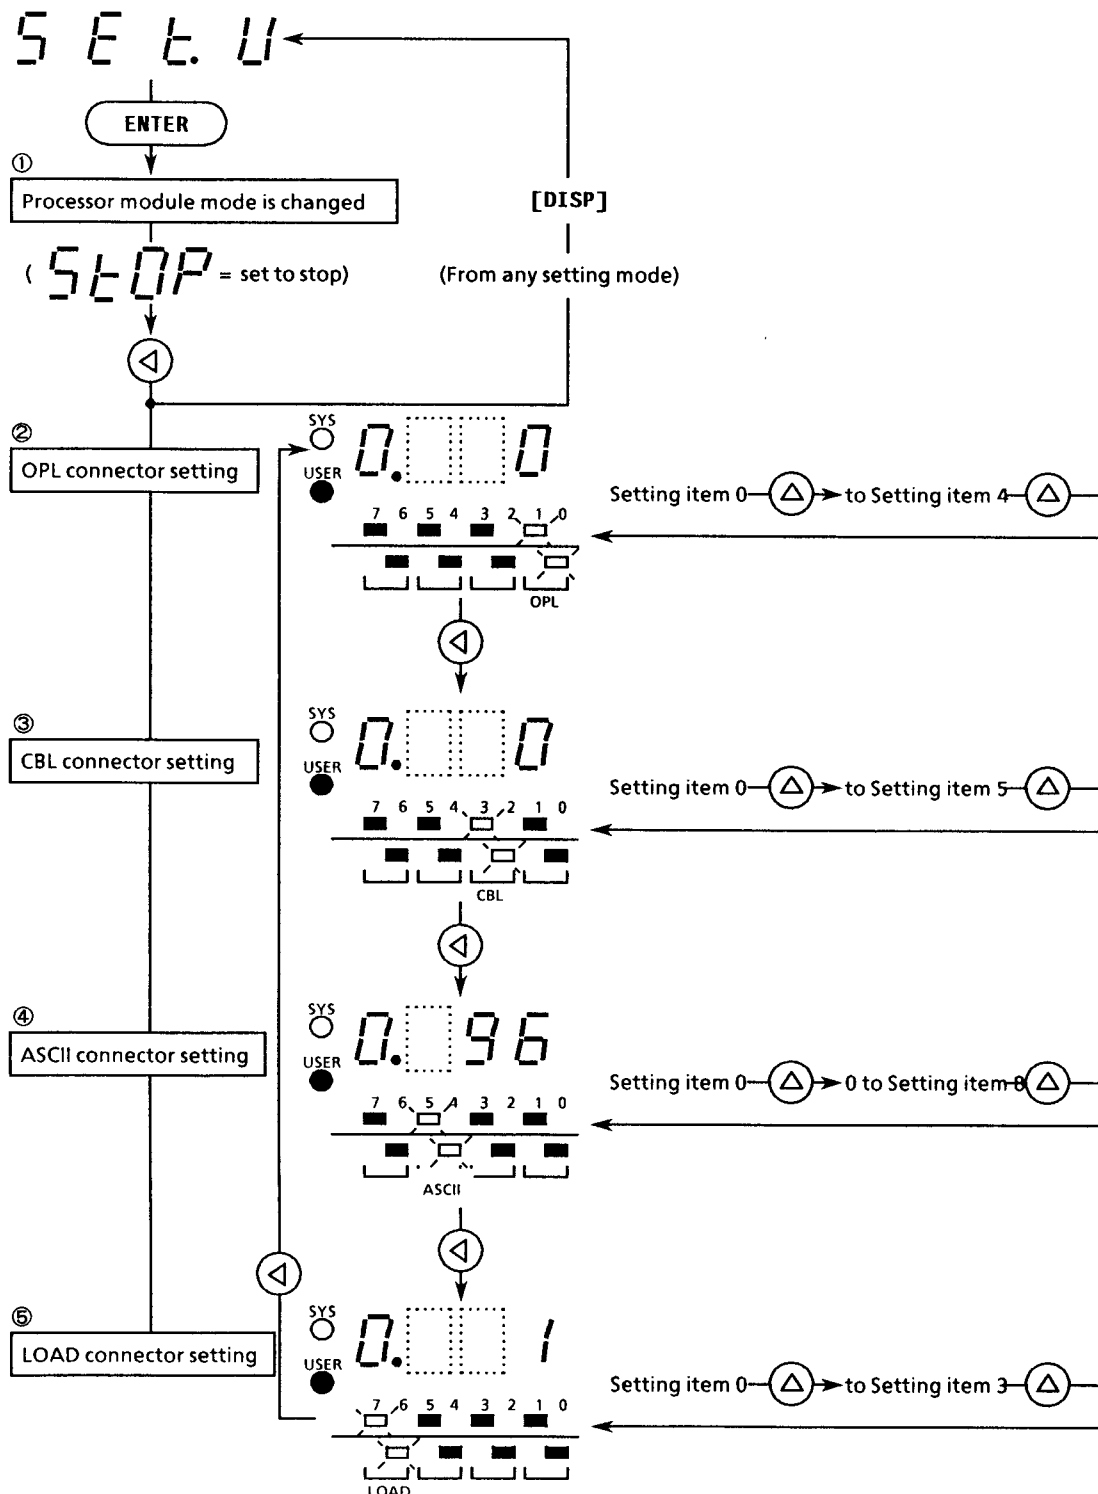 SEt.U
ENTER
①
Processor module mode is changed
[DISP]
( StOP = set to stop)
(From any setting mode)
②
OPL connector setting
SYS
USER
0. 0
7 6 5 4 3 2 1 0
OPL
Setting item 0 to Setting item 4
③
CBL connector setting
SYS
USER
0. 0
7 6 5 4 3 2 1 0
CBL
Setting item 0 to Setting item 5
④
ASCII connector setting
SYS
USER
0. 96
7 6 5 4 3 2 1 0
ASCII
Setting item 0 0 to Setting item 8
⑤
LOAD connector setting
SYS
USER
0. 1
7 6 5 4 3 2 1 0
LOAD
Setting item 0 to Setting item 3